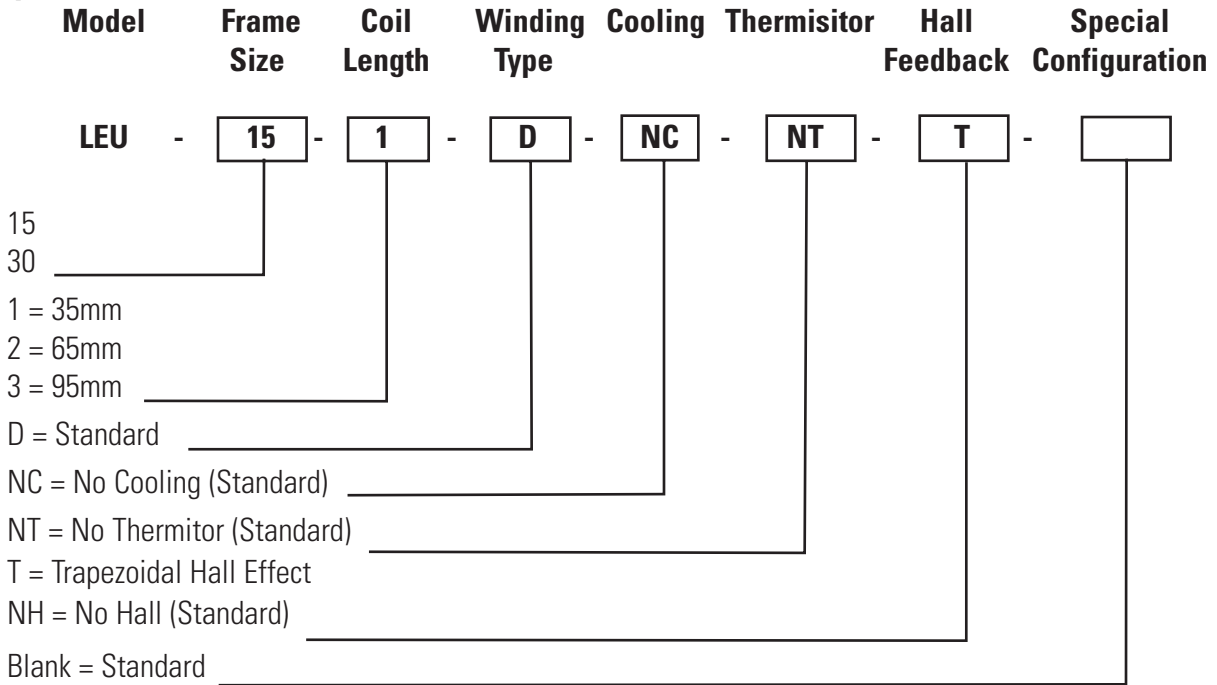 Model Frame Coil Winding Cooling Thermisitor Hall Special
Size Length Type Feedback Configuration
LEU - 15 - 1 - D - NC - NT - T -
15
30
1 = 35mm
2 = 65mm
3 = 95mm
D = Standard
NC = No Cooling (Standard)
NT = No Thermitor (Standard)
T = Trapezoidal Hall Effect
NH = No Hall (Standard)
Blank = Standard